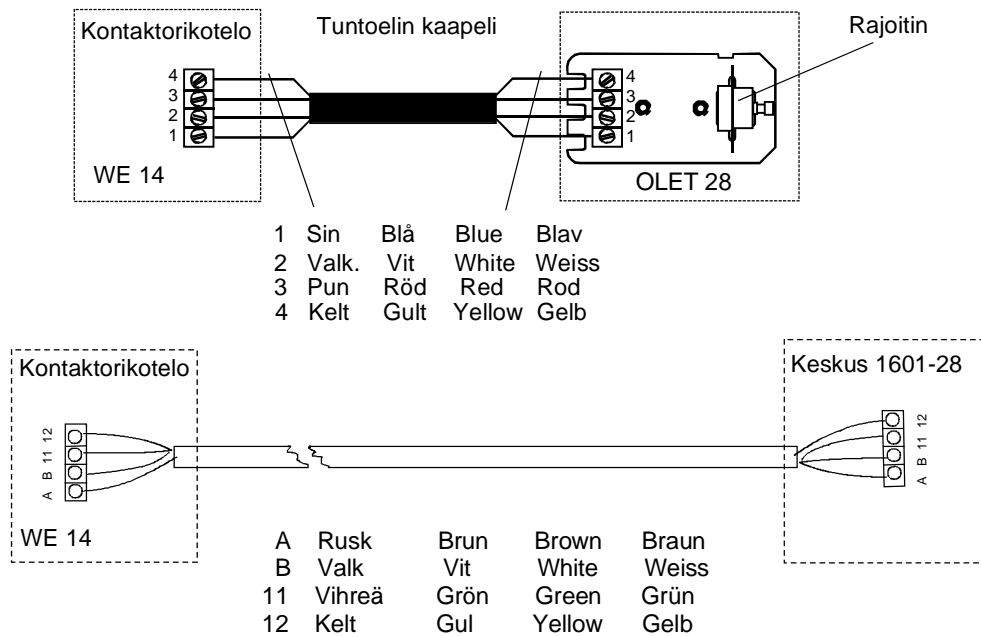 Kontaktorikotelo
Tuntoelin kaapeli
Rajoitin
4
3
2
1
4
3
2
1
WE 14
OLET 28
1 Sin Blå Blue Blav
2 Valk. Vit White Weiss
3 Pun Röd Red Rod
4 Kelt Gult Yellow Gelb
Kontaktorikotelo
Keskus 1601-28
12
11
B
A
12
11
B
A
WE 14
A Rusk Brun Brown Braun
B Valk Vit White Weiss
11 Vihreä Grön Green Grün
12 Kelt Gul Yellow Gelb